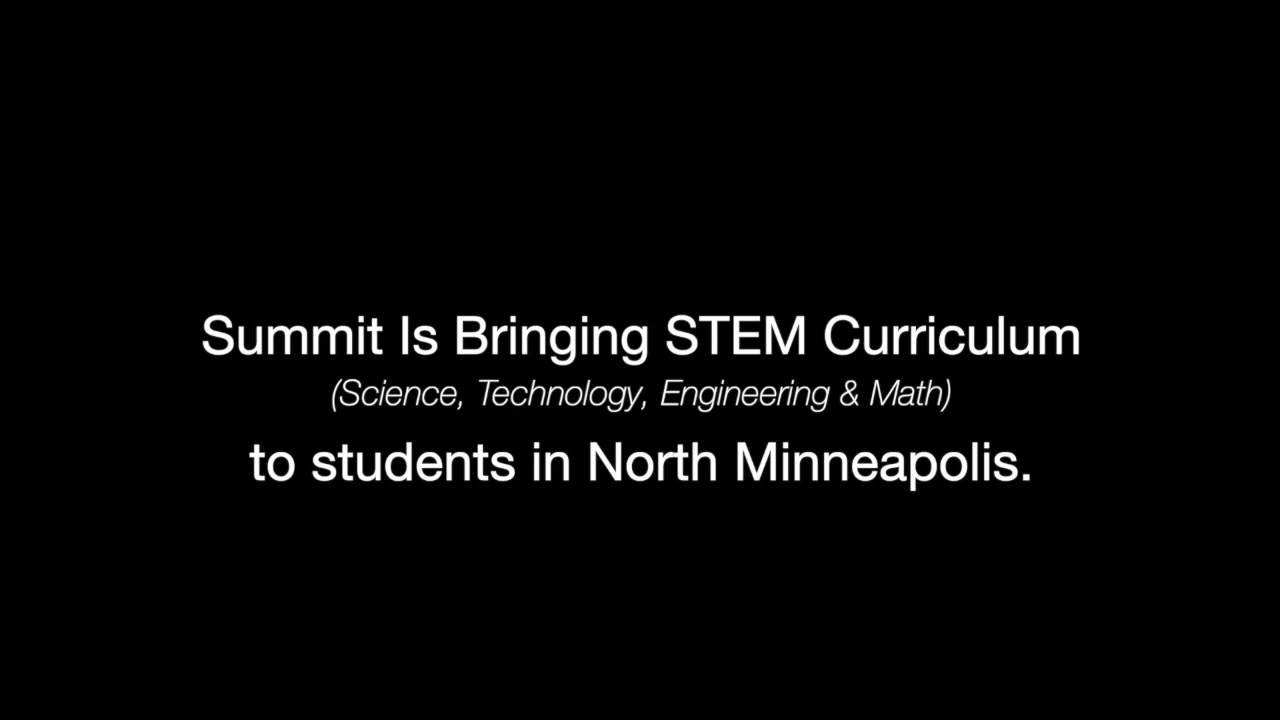 Summit Is Bringing STEM Curriculum
(Science, Technology, Engineering & Math)
to students in North Minneapolis.